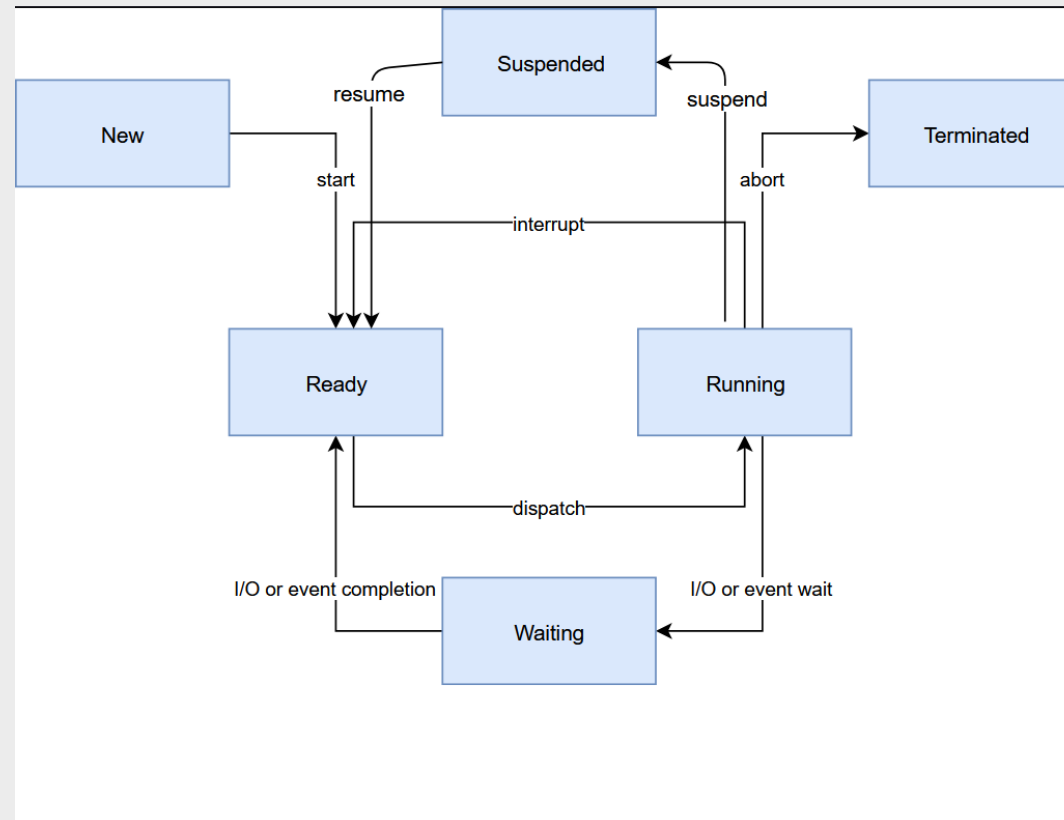 Suspended
resume
suspend
New
Terminated
start
abort
interrupt
Ready
Running
dispatch
I/O or event completion
I/O or event wait
Waiting